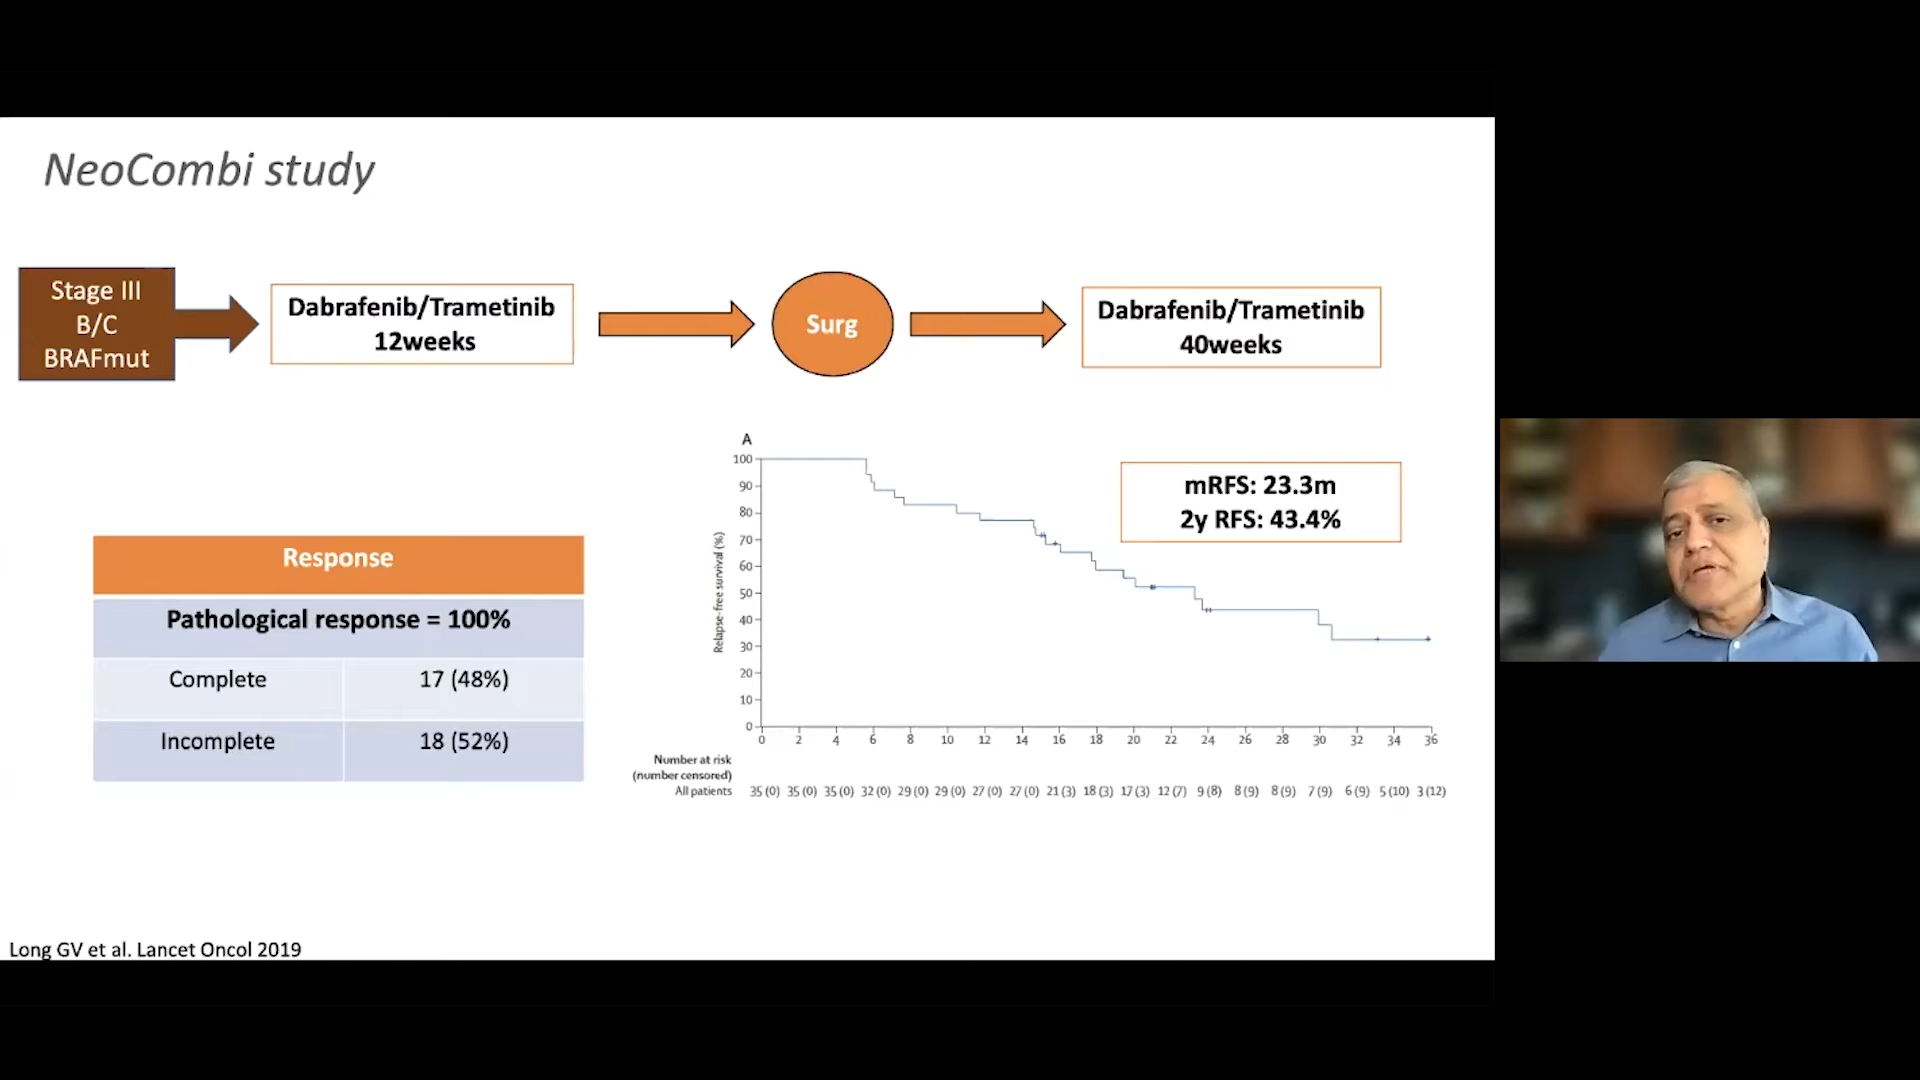 NeoCombi study
Stage III
B/C
BRAFmut
Dabrafenib/Trametinib
12weeks
Surg
Dabrafenib/Trametinib
40weeks
Response
Pathological response = 100%
Complete 17 (48%)
Incomplete 18 (52%)
A
mRFS: 23.3m
2y RFS: 43.4%
Relapse-free survival (%)
100
90
80
70
60
50
40
30
20
10
0
0 2 4 6 8 10 12 14 16 18 20 22 24 26 28 30 32 34 36
Number at risk
(number censored)
All patients 35 (0) 35 (0) 35 (0) 32 (0) 29 (0) 29 (0) 27 (0) 27 (0) 21 (3) 18 (3) 17 (3) 12 (7) 9 (8) 8 (9) 8 (9) 7 (9) 6 (9) 5 (10) 3 (12)
Long GV et al. Lancet Oncol 2019